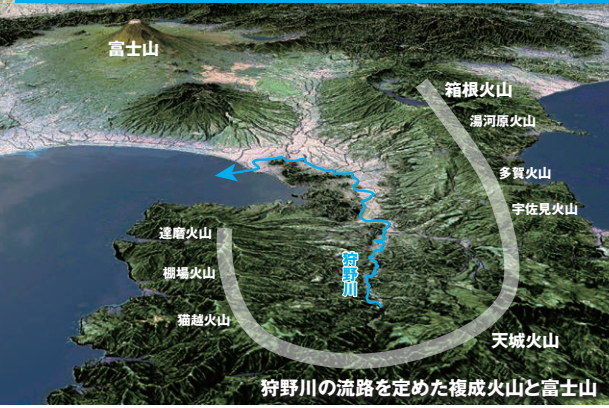 富士山
箱根火山
湯河原火山
多賀火山
宇佐見火山
達磨火山
棚場火山
猫越火山
狩野川
天城火山
狩野川の流路を定めた複成火山と富士山